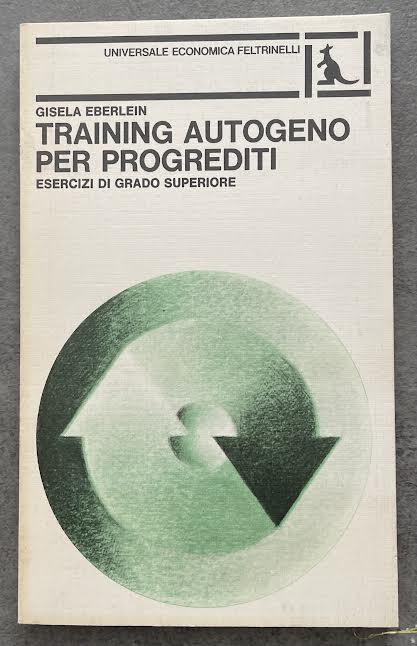 UNIVERSALE ECONOMICA FELTRINELLI
GISELA EBERLEIN
TRAINING AUTOGENO
PER PROGREDITI
ESERCIZI DI GRADO SUPERIORE